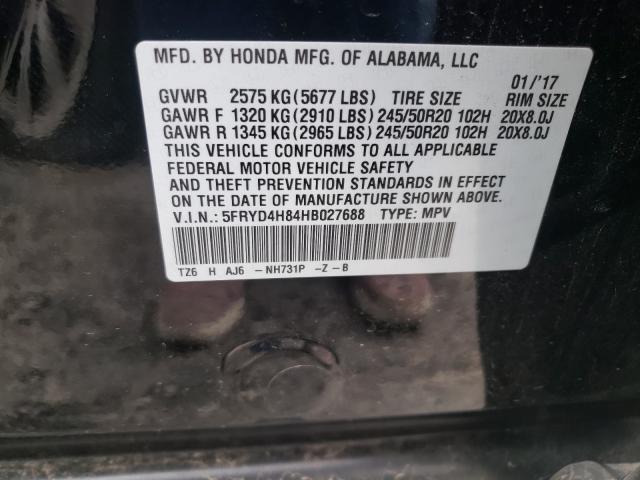 MFD. BY HONDA MFG. OF ALABAMA, LLC
01/'17
GVWR 2575 KG(5677 LBS) TIRE SIZE RIM SIZE
GAWR F 1320 KG(2910 LBS)245/50R20 102H 20X8.0J
GAWR R 1345 KG(2965 LBS)245/50R20 102H 20X8.0J
THIS VEHICLE CONFORMS TO ALL APPLICABLE
FEDERAL MOTOR VEHICLE SAFETY
AND THEFT PREVENTION STANDARDS IN EFFECT
ON THE DATE OF MANUFACTURE SHOWN ABOVE.
V.I.N.: 5FRYD4H84HB027688 TYPE: MPV
TZ6 H AJ6 -NH731P -Z-B